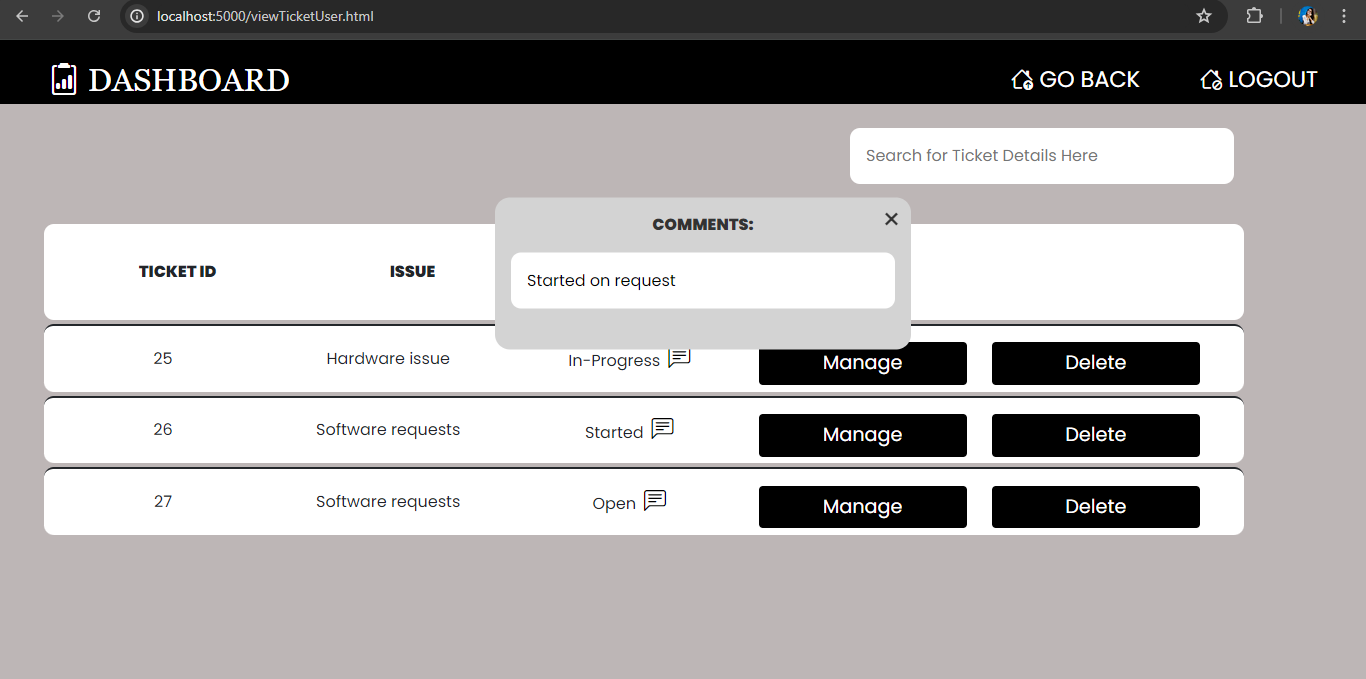 localhost:5000/viewTicketUser.html
DASHBOARD
GO BACK
LOGOUT
Search for Ticket Details Here
COMMENTS:
Started on request
TICKET ID ISSUE
25 Hardware issue In-Progress Manage Delete
26 Software requests Started Manage Delete
27 Software requests Open Manage Delete